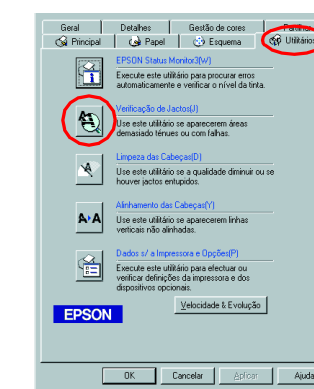 Geral Detalhes Gestão de cores Partilhar
Principal Papel Esquema Utilitários
EPSON Status Monitor3(W)
Execute este utilitário para procurar erros
automaticamente e verificar o nível da tinta.
Verificação de Jactos(J)
Use este utilitário se aparecerem áreas
demasiado ténues ou com falhas.
Limpeza das Cabeças(D)
Use este utilitário se a qualidade diminuir ou se
houver jactos entupidos.
Alinhamento das Cabeças(Y)
Use este utilitário se aparecerem linhas
verticais não alinhadas.
Dados s/ a Impressora e Opções(P)
Execute este utilitário para efectuar ou
verificar definições da impressora e dos
dispositivos opcionais.
Velocidade & Evolução
EPSON
OK Cancelar Aplicar Ajuda